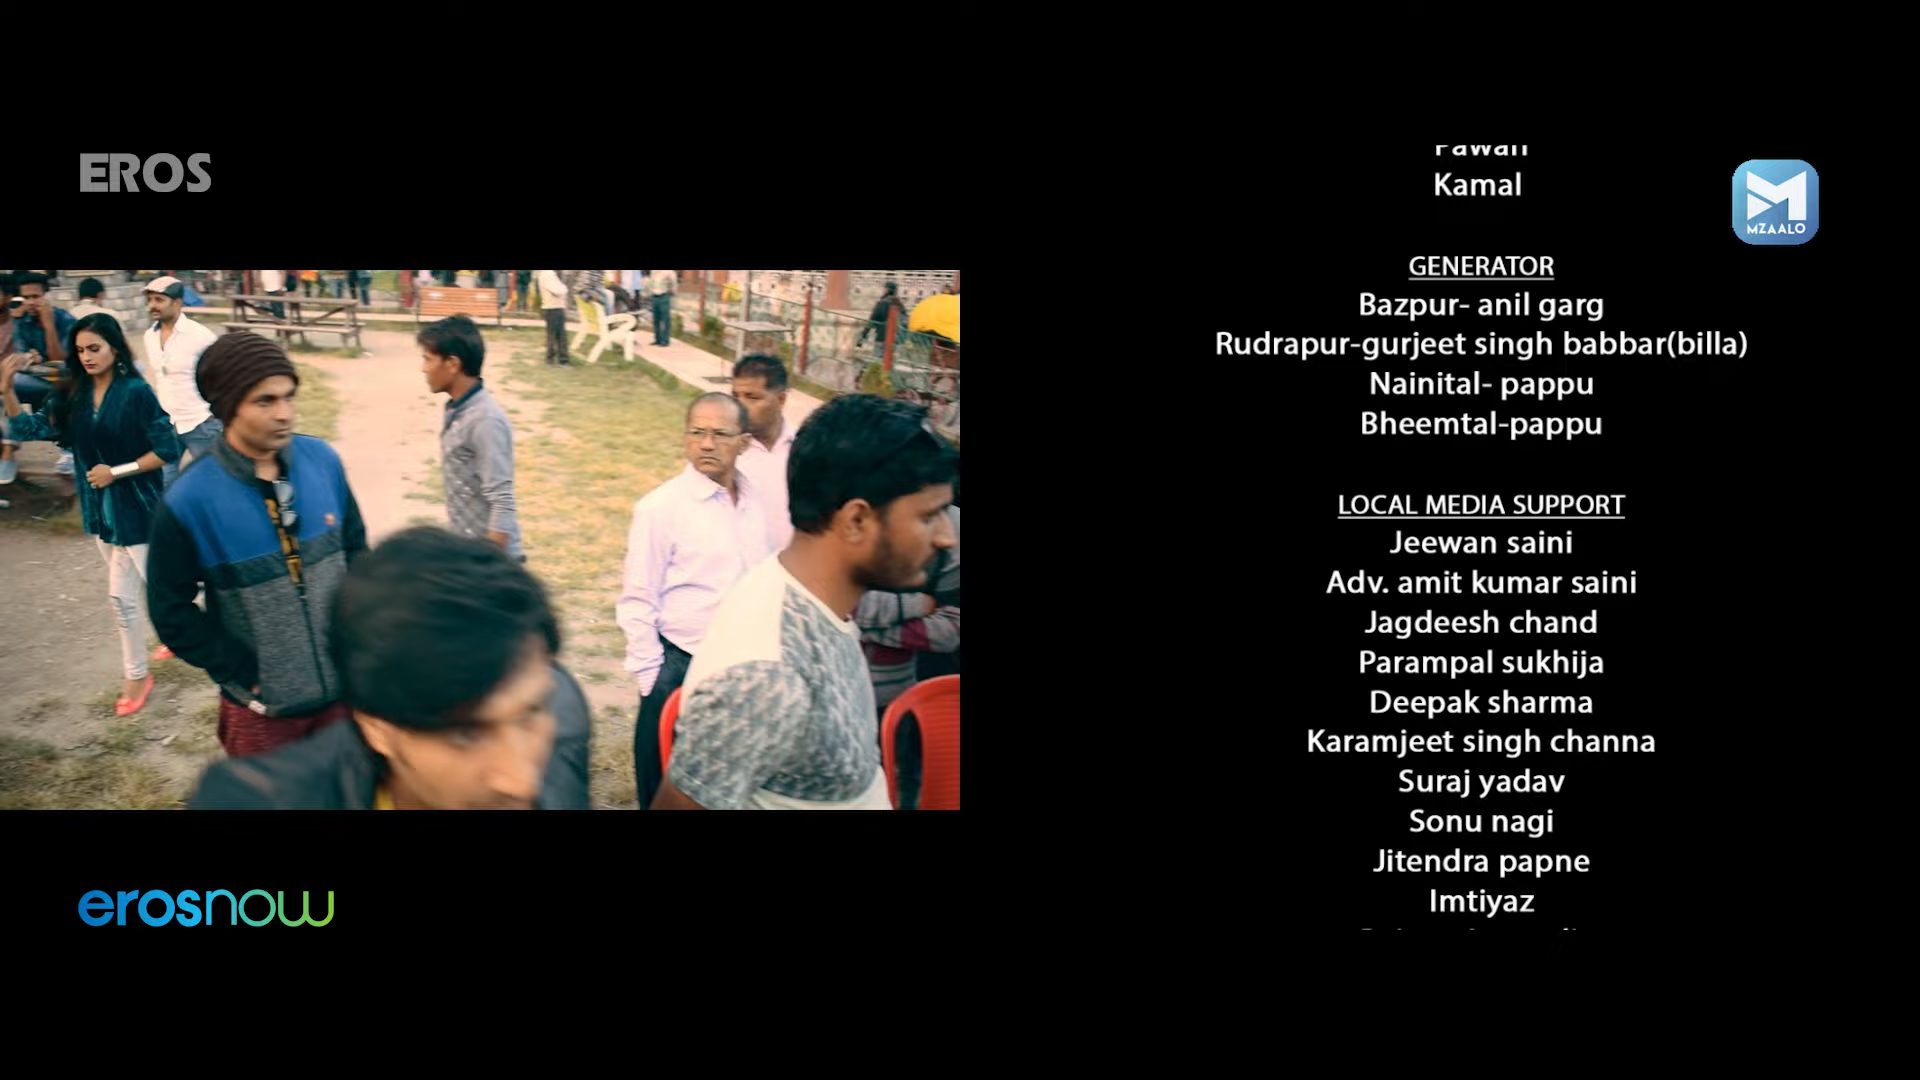 EROS
Pawan
Kamal
MZAALO
GENERATOR
Bazpur- anil garg
Rudrapur-gurjeet singh babbar(billa)
Nainital- pappu
Bheemtal-pappu
LOCAL MEDIA SUPPORT
Jeewan saini
Adv. amit kumar saini
Jagdeesh chand
Parampal sukhija
Deepak sharma
Karamjeet singh channa
Suraj yadav
Sonu nagi
Jitendra papne
Imtiyaz
erosnow